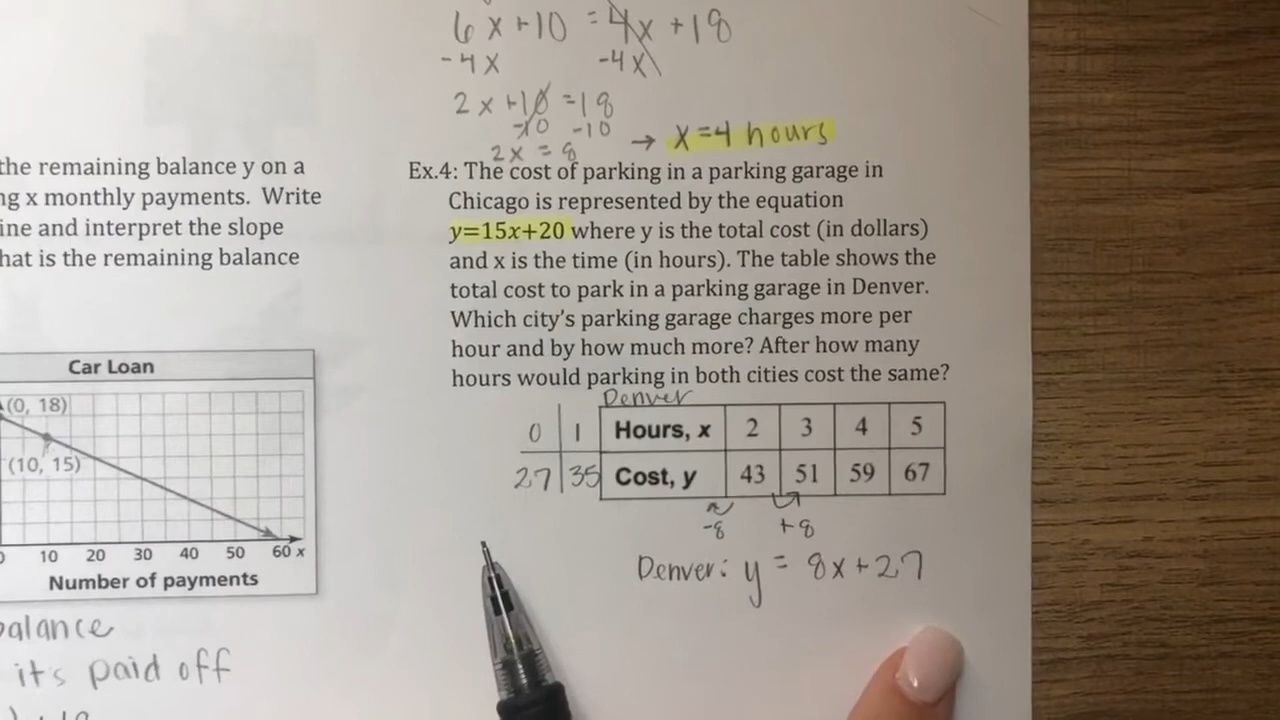 6x+10 = 4x +18
-4x -4x
2x+10 =18
-10 -10
2x = 8 → x=4 hours
the remaining balance y on a
ng x monthly payments. Write
ine and interpret the slope
hat is the remaining balance
Car Loan
(0, 18)
(10, 15)
10 20 30 40 50 60 x
Number of payments
balance
it's paid off
Ex.4: The cost of parking in a parking garage in
Chicago is represented by the equation
y=15x+20 where y is the total cost (in dollars)
and x is the time (in hours). The table shows the
total cost to park in a parking garage in Denver.
Which city's parking garage charges more per
hour and by how much more? After how many
hours would parking in both cities cost the same?
Denver
0 1 Hours, x 2 3 4 5
27 35 Cost, y 43 51 59 67
-8 +8
Denver: y = 8x+27